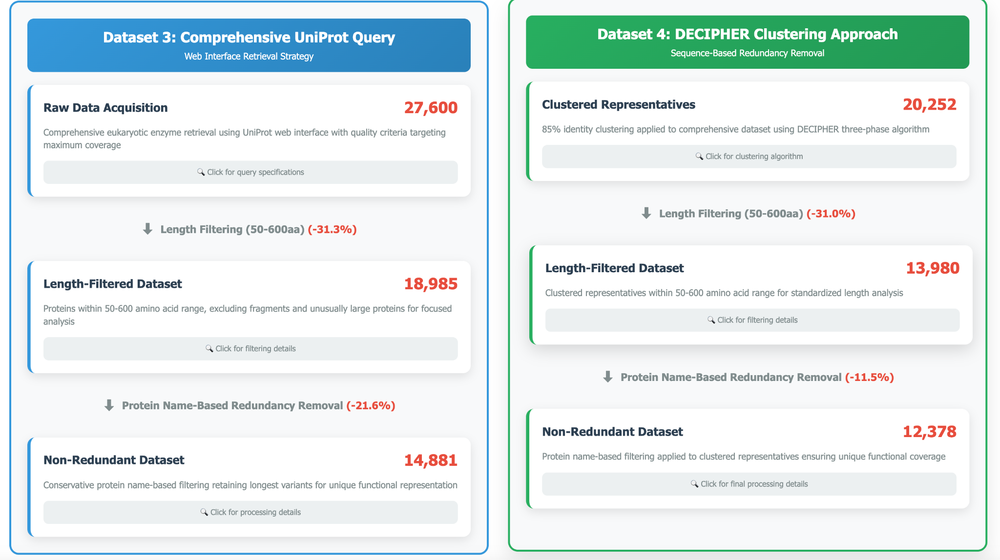 Dataset 3: Comprehensive UniProt Query
Web Interface Retrieval Strategy
Raw Data Acquisition
27,600
Comprehensive eukaryotic enzyme retrieval using UniProt web interface with quality criteria targeting
maximum coverage
🔍 Click for query specifications
⬇ Length Filtering (50-600aa) (-31.3%)
Length-Filtered Dataset
18,985
Proteins within 50-600 amino acid range, excluding fragments and unusually large proteins for focused
analysis
🔍 Click for filtering details
⬇ Protein Name-Based Redundancy Removal (-21.6%)
Non-Redundant Dataset
14,881
Conservative protein name-based filtering retaining longest variants for unique functional representation
🔍 Click for processing details
Dataset 4: DECIPHER Clustering Approach
Sequence-Based Redundancy Removal
Clustered Representatives
20,252
85% identity clustering applied to comprehensive dataset using DECIPHER three-phase algorithm
🔍 Click for clustering algorithm
⬇ Length Filtering (50-600aa) (-31.0%)
Length-Filtered Dataset
13,980
Clustered representatives within 50-600 amino acid range for standardized length analysis
🔍 Click for filtering details
⬇ Protein Name-Based Redundancy Removal (-11.5%)
Non-Redundant Dataset
12,378
Protein name-based filtering applied to clustered representatives ensuring unique functional coverage
🔍 Click for final processing details